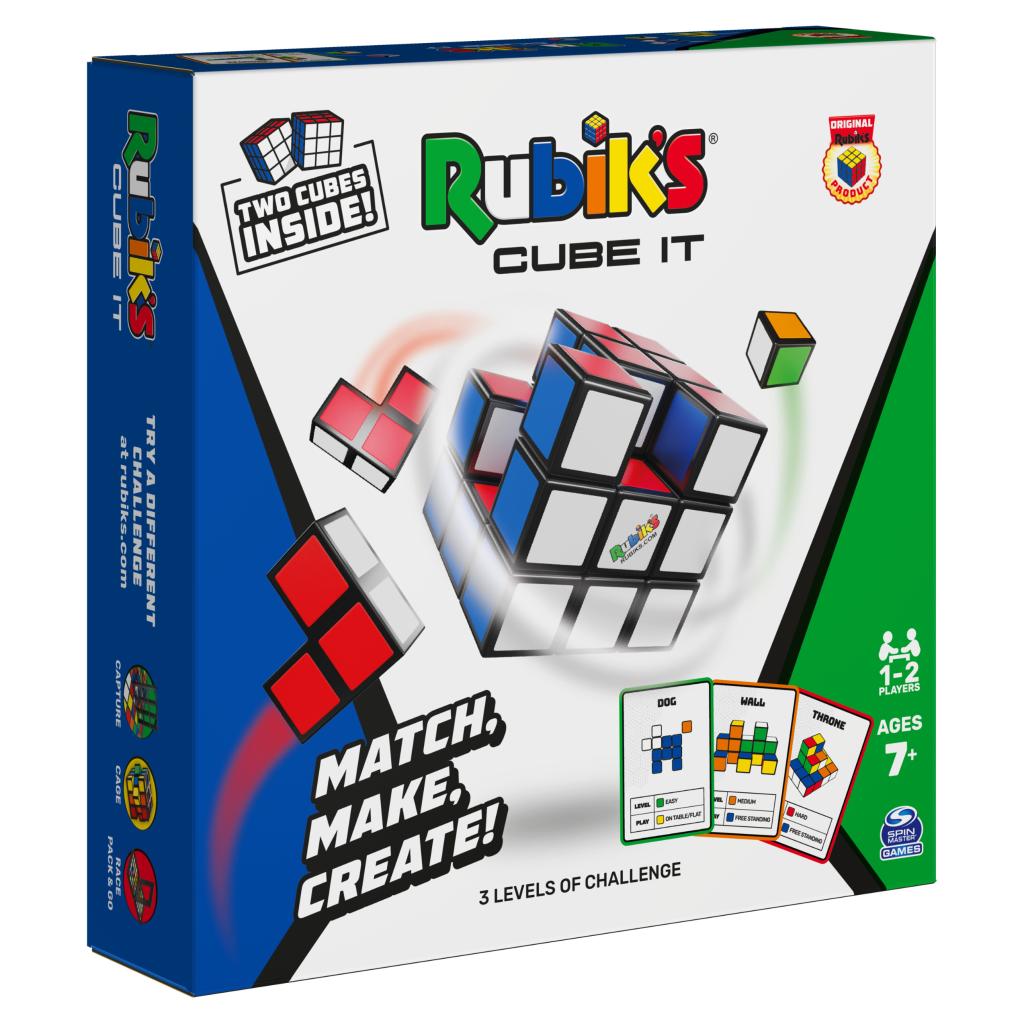 RUBIK'S
CUBE IT
TRY A DIFFERENT
CHALLENGE
at rubiks.com
CAPTURE
CAGE
RACE
PACK & GO
TWO CUBES
INSIDE!
RUBIK'S®
CUBE IT
ORIGINAL
Rubik's
PRODUCT
RUBIK'S
RUBIKS.COM
MATCH,
MAKE,
CREATE!
3 LEVELS OF CHALLENGE
DOG
LEVEL EASY
PLAY ON TABLE/FLAT
WALL
MEDIUM
FREE STANDING
THRONE
HARD
FREE STANDING
1-2
PLAYERS
AGES
7+
S
SPIN
MASTER
GAMES